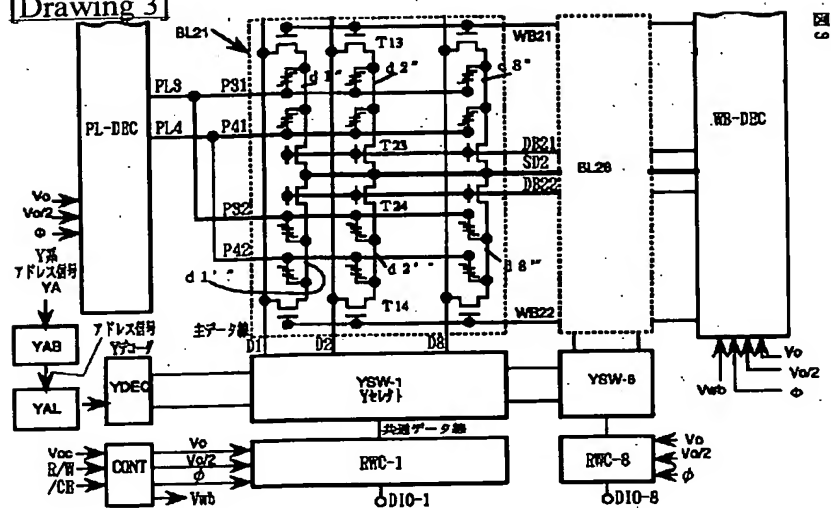 [Drawing 3]
図3
BL21
T13
WB21
d1''
d2''
d8''
PL3
P31
PL-DEC
PL4
P41
T23
DB21
SD2
DB22
BL28
WB-DEC
Vo
Vo/2
Φ
P32
T24
P42
d1''
d2''
d8''
T14
WB22
Y系
アドレス信号
YA
主データ線
D1
D2
D8
YAB
アドレス信号
Yデコーダ
YAL
YDEC
YSW-1
Yセレクト
YSW-8
Vwb
Φ
Vo/2
Vo
共通データ線
Vcc
R/W
/CE
CONT
Vo
Vo/2
φ
Vwb
RWC-1
RWC-8
Vo
Vo/2
φ
DIO-1
DIO-8